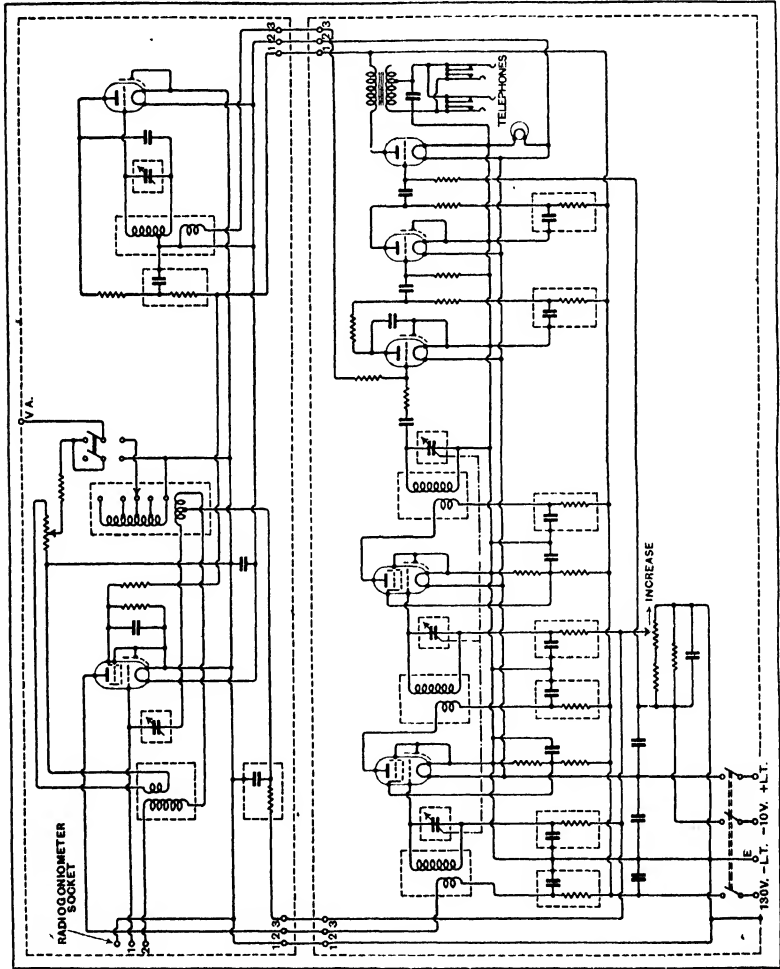 RADIOGONIOMETER
SOCKET
1
2
V.A.
1 2 3
1 2 3
1 2 3
1 2 3
TELEPHONES
INCREASE
130V. -L.T. -10V. +L.T.
E